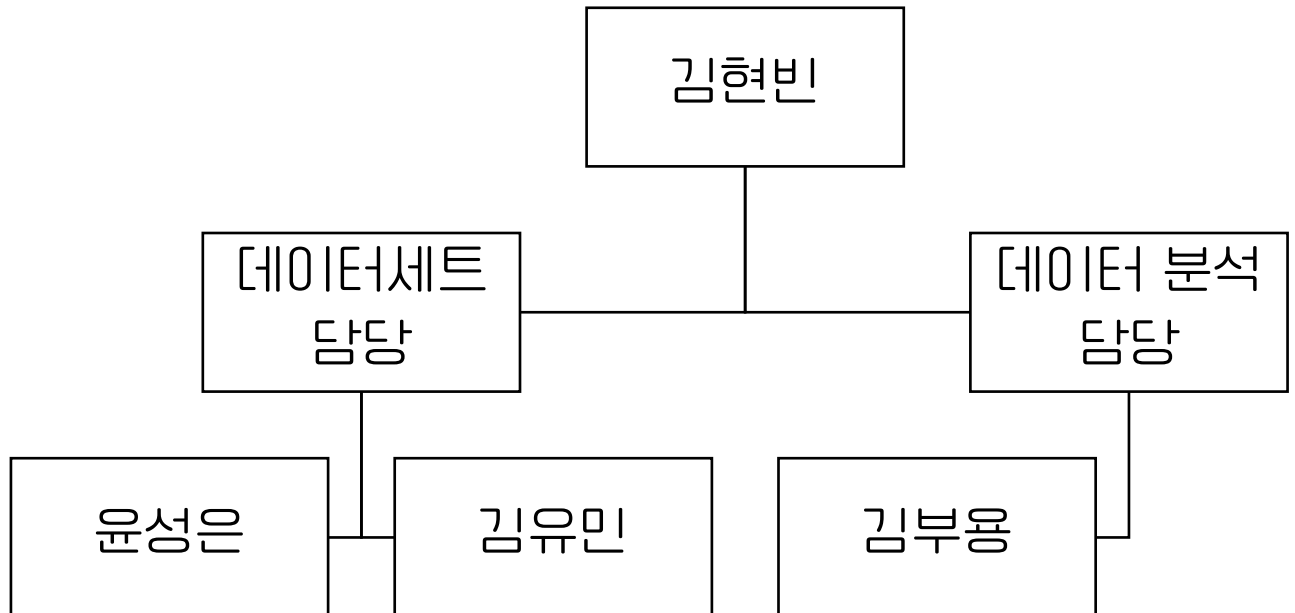 김현빈
데이터세트
담당
데이터 분석
담당
윤성은
김유민
김부용